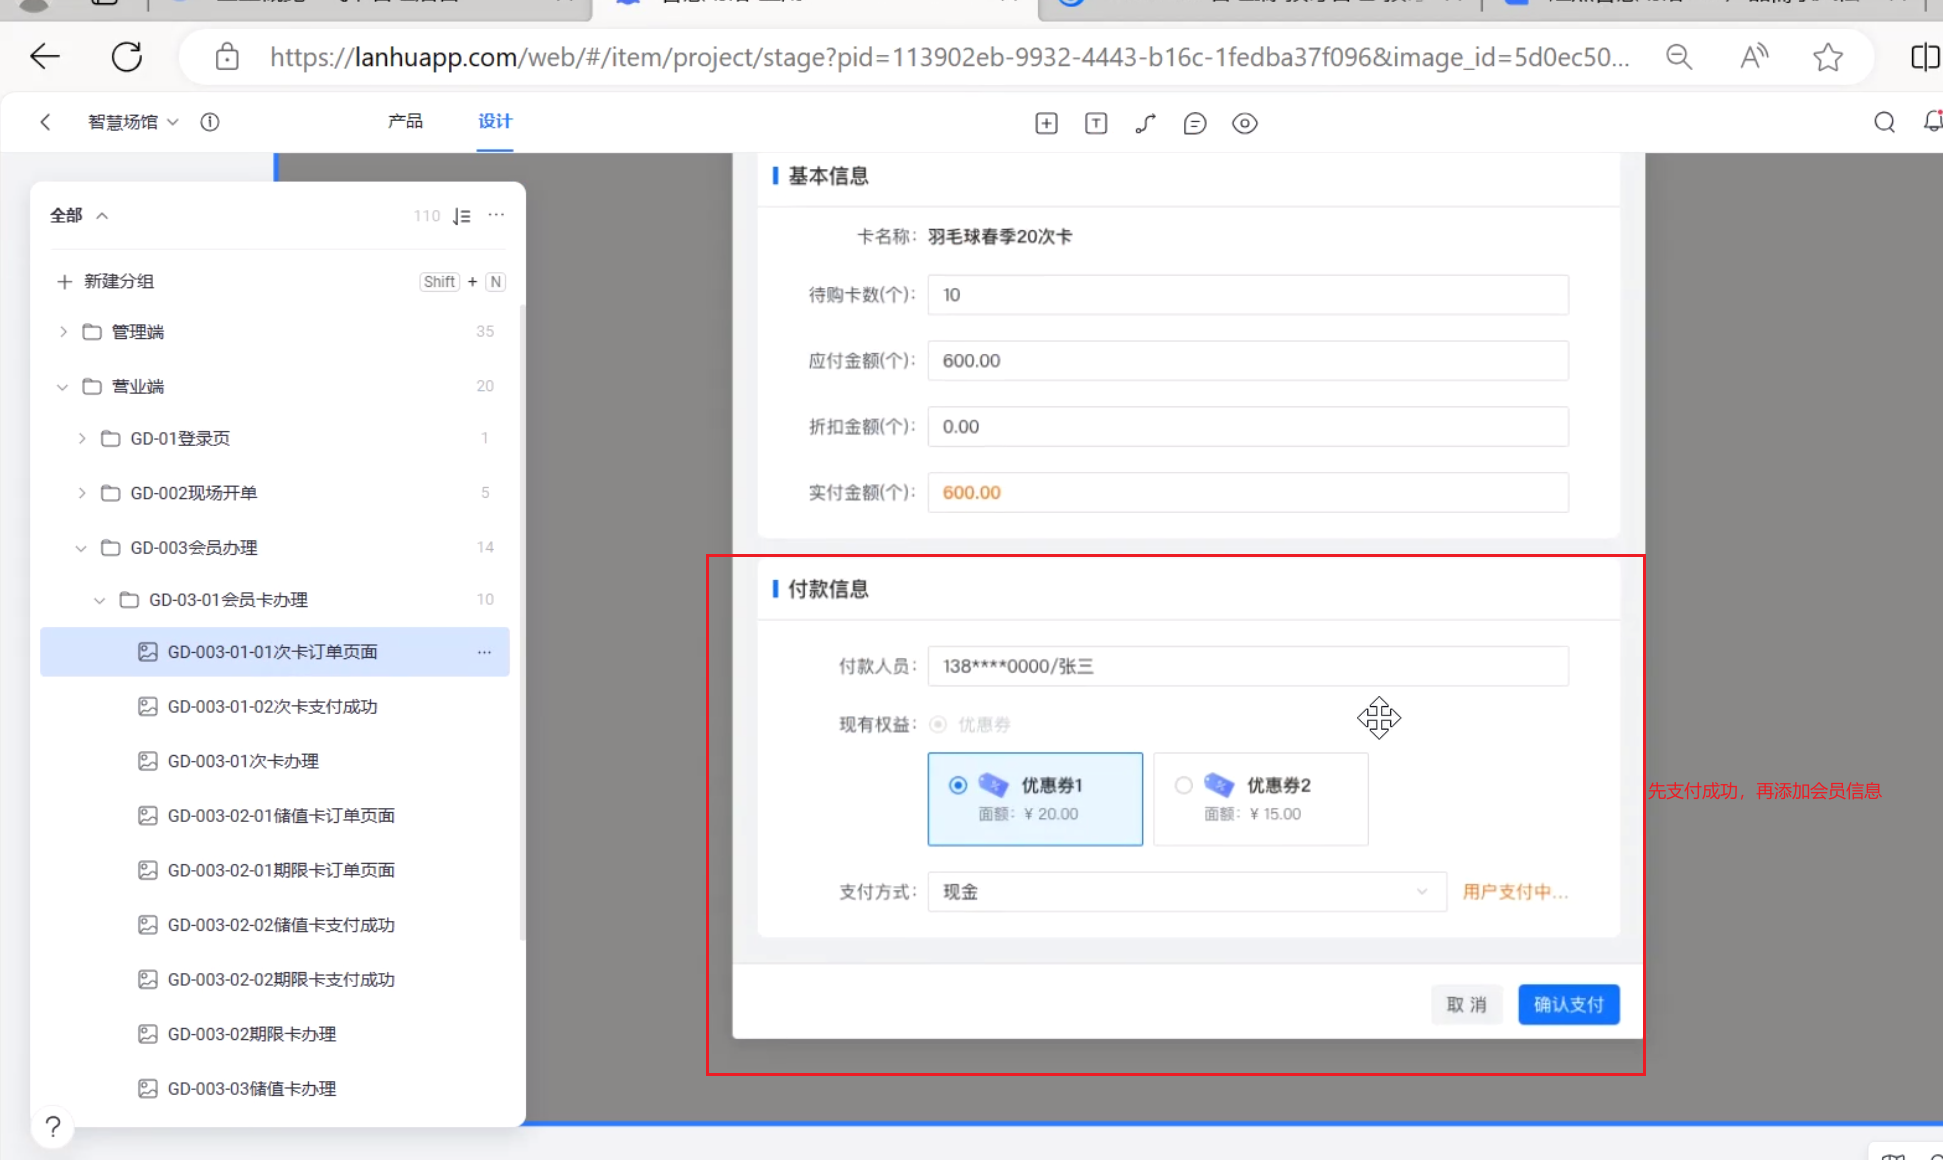 https://lanhuapp.com/web/#/item/project/stage?pid=113902eb-9932-4443-b16c-1fedba37f096&image_id=5d0ec50...
智慧场馆
产品
设计
全部
110
新建分组
Shift + N
管理端
35
营业端
20
GD-01登录页
1
GD-002现场开单
5
GD-003会员办理
14
GD-03-01会员卡办理
10
GD-003-01-01次卡订单页面
GD-003-01-02次卡支付成功
GD-003-01次卡办理
GD-003-02-01储值卡订单页面
GD-003-02-01期限卡订单页面
GD-003-02-02储值卡支付成功
GD-003-02-02期限卡支付成功
GD-003-02期限卡办理
GD-003-03储值卡办理
?
基本信息
卡名称: 羽毛球春季20次卡
待购卡数(个): 10
应付金额(个): 600.00
折扣金额(个): 0.00
实付金额(个): 600.00
付款信息
付款人员: 138****0000/张三
现有权益: 优惠券
优惠券1
面额: ¥ 20.00
优惠券2
面额: ¥ 15.00
支付方式: 现金
用户支付中...
取 消
确认支付
先支付成功，再添加会员信息